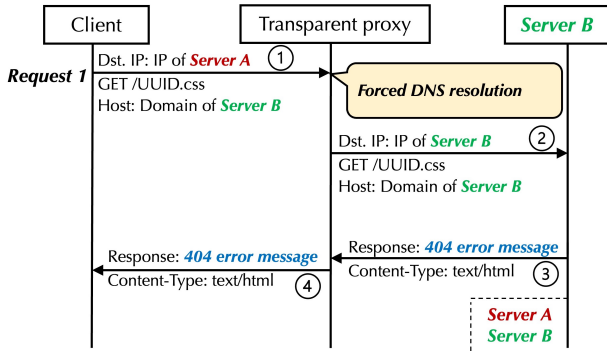 Client
Transparent proxy
Server B
Request 1
Dst. IP: IP of Server A
1
GET /UUID.css
Host: Domain of Server B
Forced DNS resolution
Dst. IP: IP of Server B
2
GET /UUID.css
Host: Domain of Server B
Response: 404 error message
Content-Type: text/html
3
Response: 404 error message
Content-Type: text/html
4
Server A
Server B